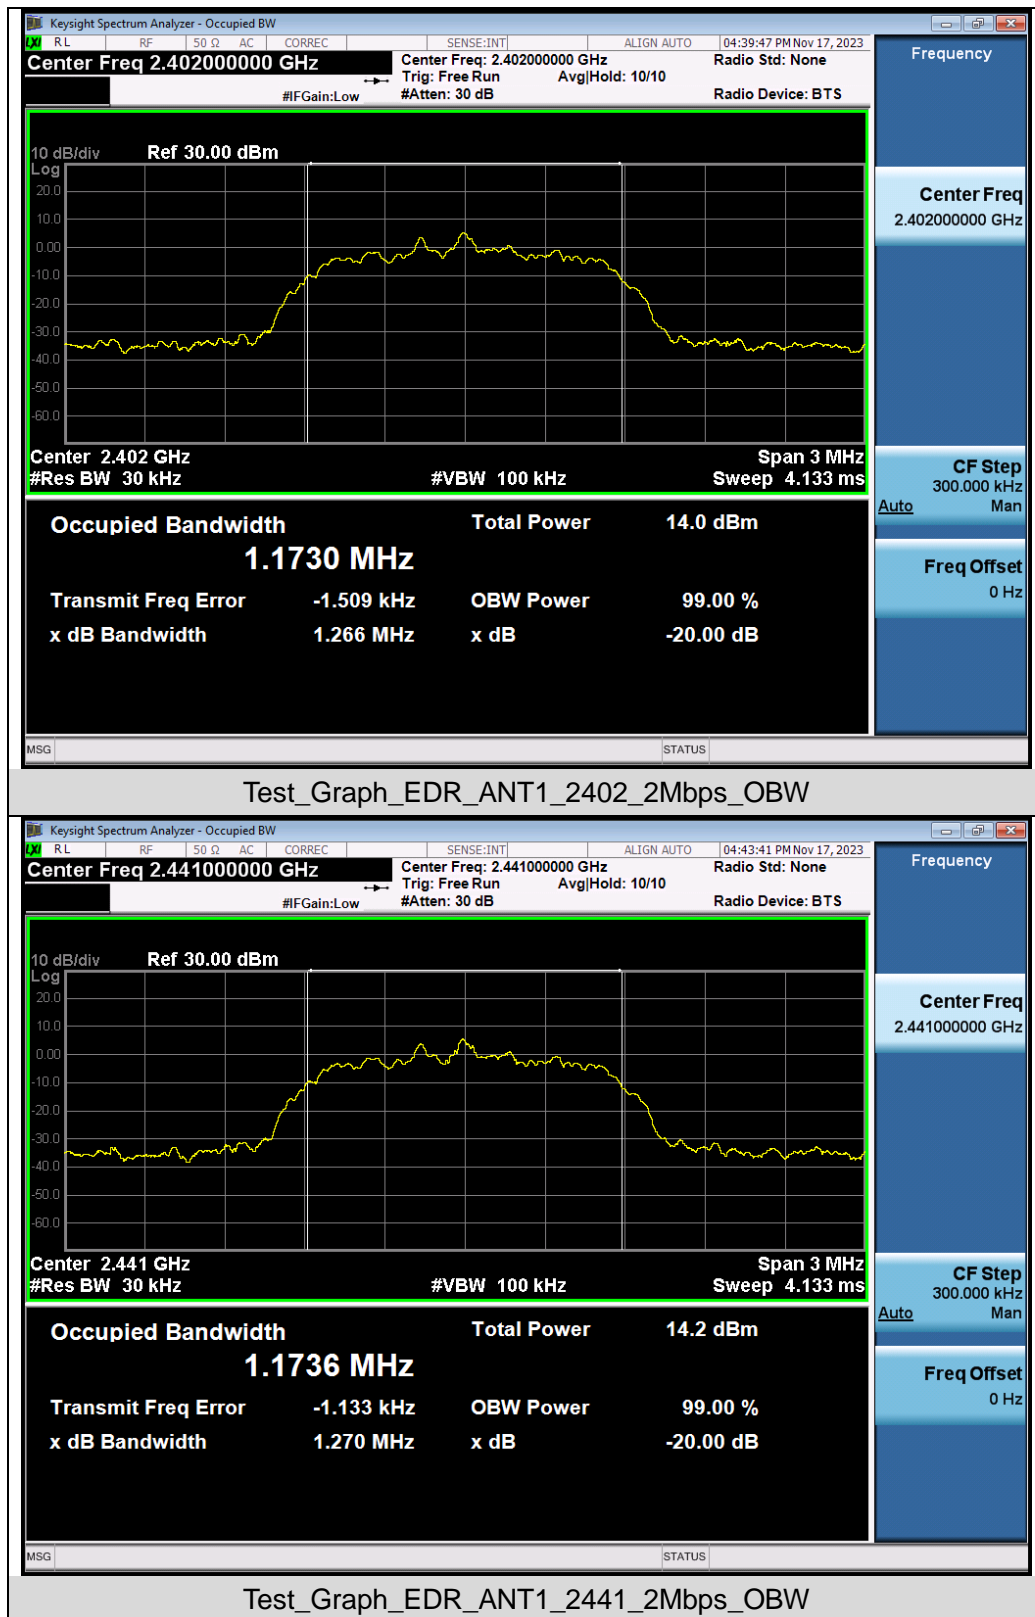 Keysight Spectrum Analyzer - Occupied BW
LXI RL RF 50 Ω AC CORREC SENSE:INT ALIGN AUTO 04:39:47 PM Nov 17, 2023
Center Freq 2.402000000 GHz Center Freq: 2.402000000 GHz Radio Std: None
Trig: Free Run Avg|Hold: 10/10
#IFGain:Low #Atten: 30 dB Radio Device: BTS
Frequency
10 dB/div Ref 30.00 dBm
Log
20.0
10.0
0.00
-10.0
-20.0
-30.0
-40.0
-50.0
-60.0
Center 2.402 GHz Span 3 MHz
#Res BW 30 kHz #VBW 100 kHz Sweep 4.133 ms
Center Freq
2.402000000 GHz
CF Step
300.000 kHz
Auto Man
Freq Offset
0 Hz
Occupied Bandwidth Total Power 14.0 dBm
1.1730 MHz
Transmit Freq Error -1.509 kHz OBW Power 99.00 %
x dB Bandwidth 1.266 MHz x dB -20.00 dB
MSG STATUS
Test_Graph_EDR_ANT1_2402_2Mbps_OBW
Keysight Spectrum Analyzer - Occupied BW
LXI RL RF 50 Ω AC CORREC SENSE:INT ALIGN AUTO 04:43:41 PM Nov 17, 2023
Center Freq 2.441000000 GHz Center Freq: 2.441000000 GHz Radio Std: None
Trig: Free Run Avg|Hold: 10/10
#IFGain:Low #Atten: 30 dB Radio Device: BTS
Frequency
10 dB/div Ref 30.00 dBm
Log
20.0
10.0
0.00
-10.0
-20.0
-30.0
-40.0
-50.0
-60.0
Center 2.441 GHz Span 3 MHz
#Res BW 30 kHz #VBW 100 kHz Sweep 4.133 ms
Center Freq
2.441000000 GHz
CF Step
300.000 kHz
Auto Man
Freq Offset
0 Hz
Occupied Bandwidth Total Power 14.2 dBm
1.1736 MHz
Transmit Freq Error -1.133 kHz OBW Power 99.00 %
x dB Bandwidth 1.270 MHz x dB -20.00 dB
MSG STATUS
Test_Graph_EDR_ANT1_2441_2Mbps_OBW